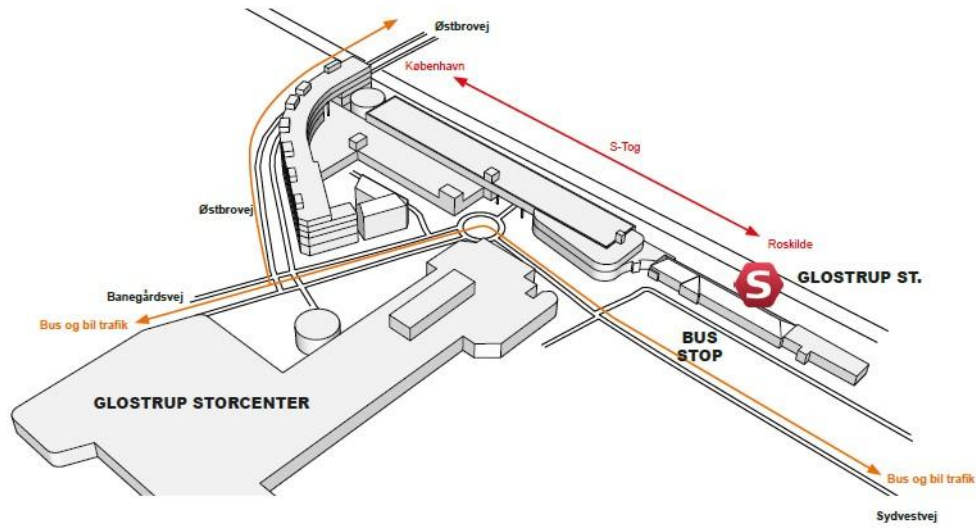 Østbrovej
København
S-Tog
Østbrovej
Roskilde
S
GLOSTRUP ST.
Banegårdsvej
Bus og bil trafik
BUS
STOP
GLOSTRUP STORCENTER
Bus og bil trafik
Sydvestvej